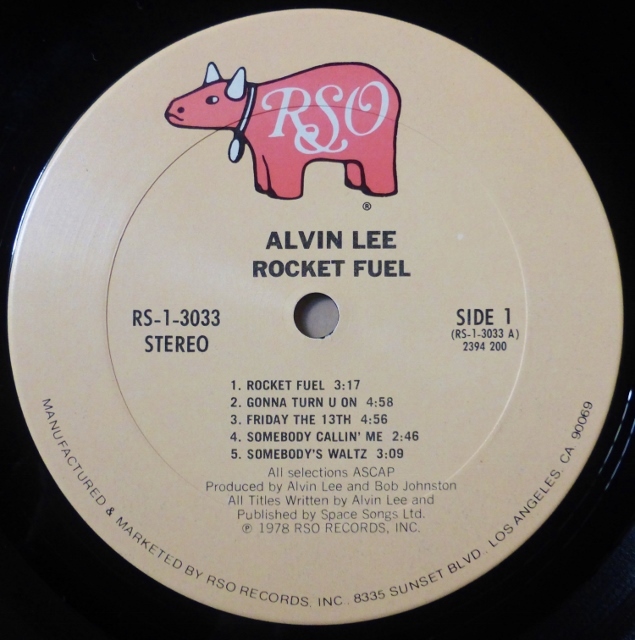 RSO
®
ALVIN LEE
ROCKET FUEL
RS-1-3033
STEREO
SIDE 1
(RS-1-3033 A)
2394 200
1. ROCKET FUEL 3:17
2. GONNA TURN U ON 4:58
3. FRIDAY THE 13TH 4:56
4. SOMEBODY CALLIN' ME 2:46
5. SOMEBODY'S WALTZ 3:09
All selections ASCAP
Produced by Alvin Lee and Bob Johnston
All Titles Written by Alvin Lee and
Published by Space Songs Ltd.
℗ 1978 RSO RECORDS, INC.
MANUFACTURED & MARKETED BY RSO RECORDS, INC.. 8335 SUNSET BLVD. LOS ANGELES, CA 90069